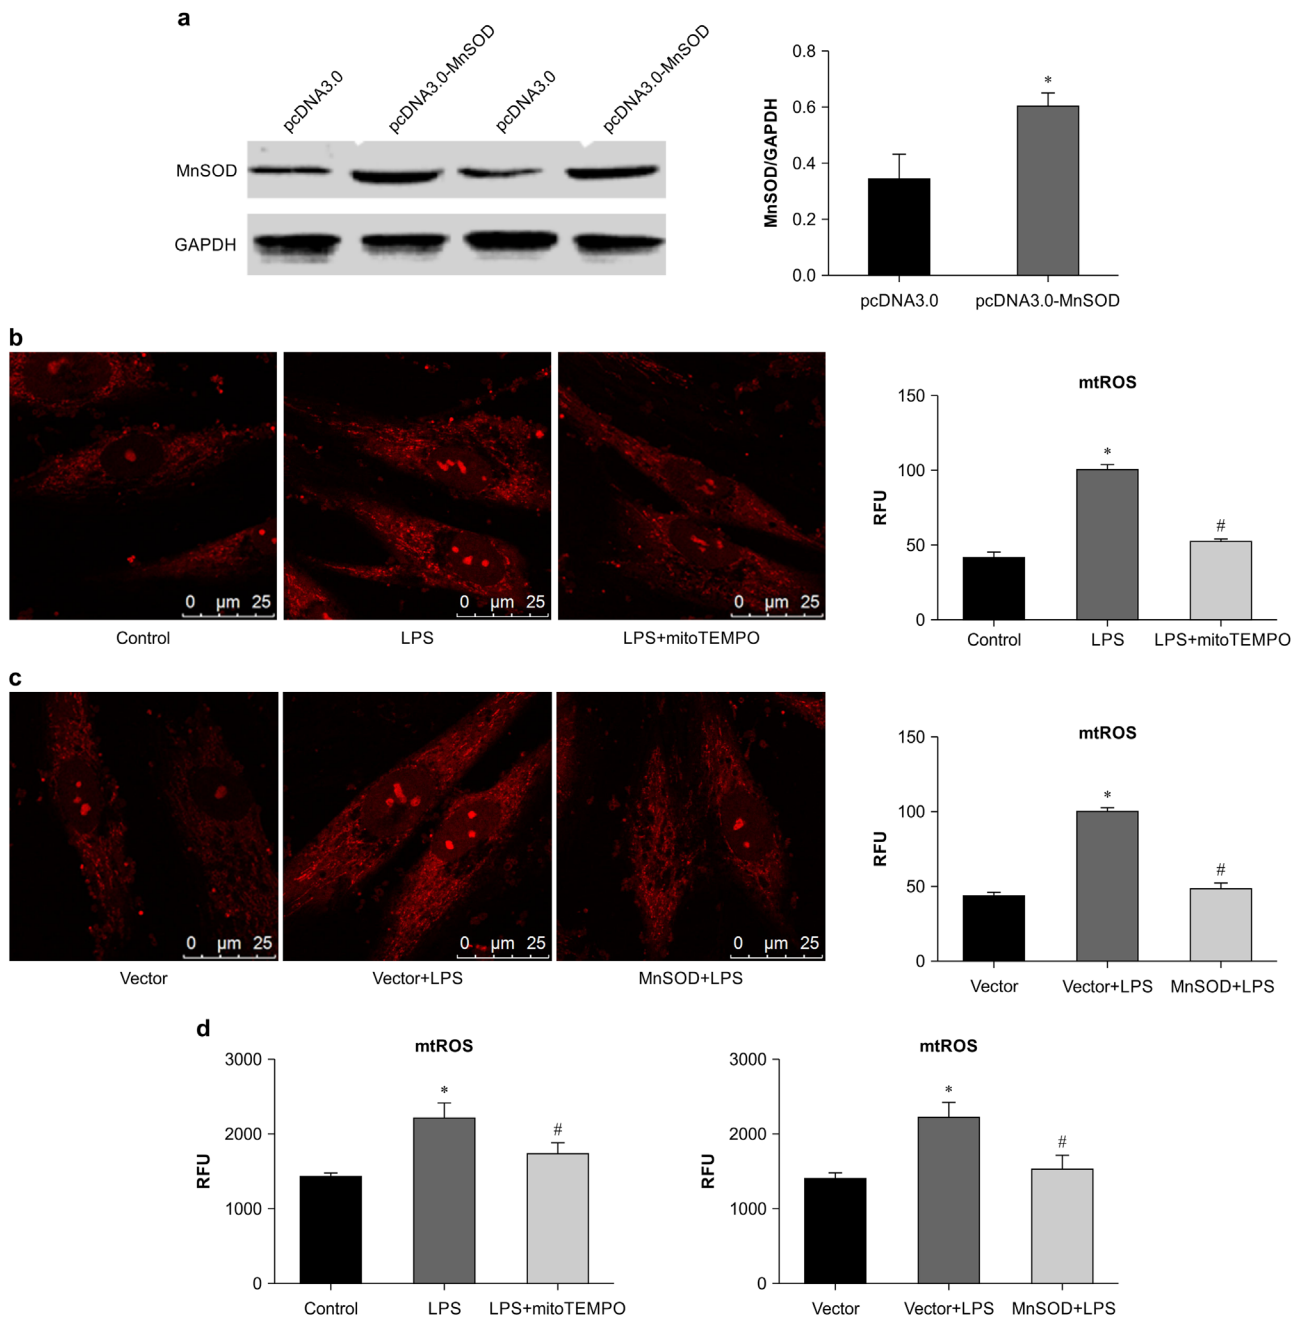 a
pcDNA3.0
pcDNA3.0-MnSOD
pcDNA3.0
pcDNA3.0-MnSOD
MnSOD
GAPDH
MnSOD/GAPDH
0.8
0.6
0.4
0.2
0.0
*
pcDNA3.0
pcDNA3.0-MnSOD
b
0 µm 25
0 µm 25
0 µm 25
Control
LPS
LPS+mitoTEMPO
mtROS
RFU
150
100
50
0
*
#
Control
LPS
LPS+mitoTEMPO
c
0 µm 25
0 µm 25
0 µm 25
Vector
Vector+LPS
MnSOD+LPS
mtROS
RFU
150
100
50
0
*
#
Vector
Vector+LPS
MnSOD+LPS
d
mtROS
RFU
3000
2000
1000
0
*
#
Control
LPS
LPS+mitoTEMPO
mtROS
RFU
3000
2000
1000
0
*
#
Vector
Vector+LPS
MnSOD+LPS